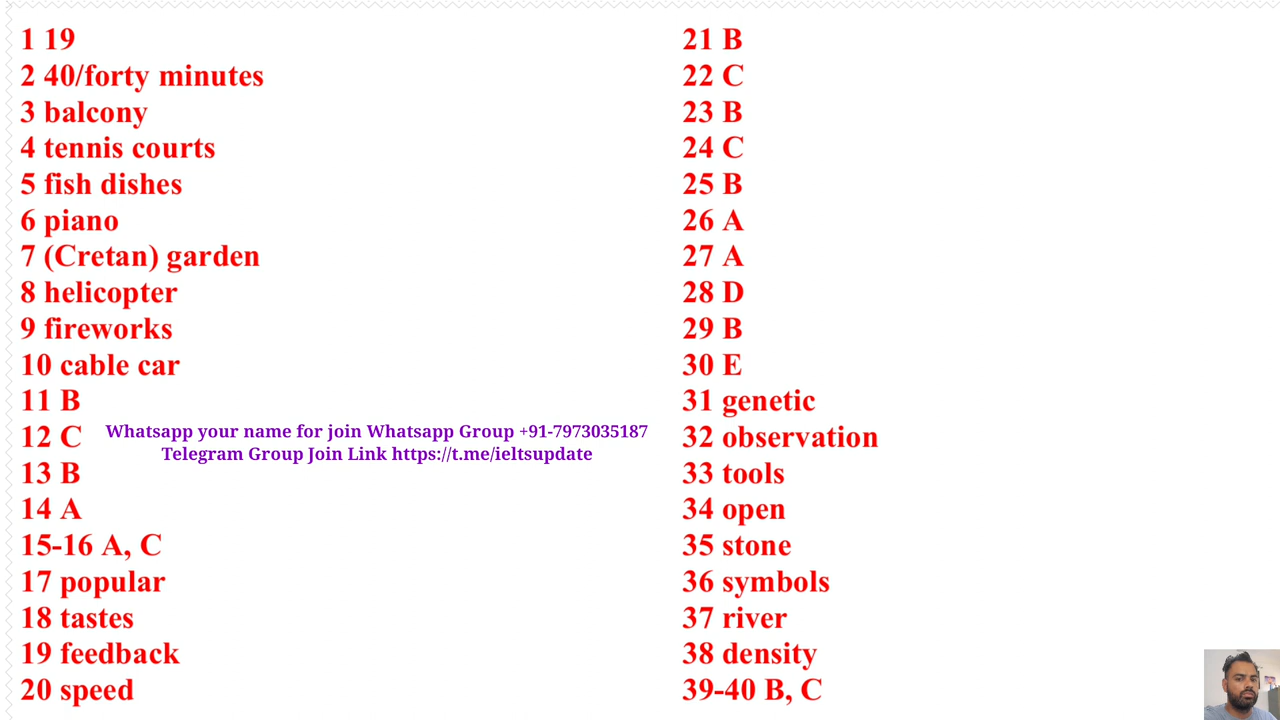 1 19
2 40/forty minutes
3 balcony
4 tennis courts
5 fish dishes
6 piano
7 (Cretan) garden
8 helicopter
9 fireworks
10 cable car
11 B
12 C
13 B
14 A
15-16 A, C
17 popular
18 tastes
19 feedback
20 speed
Whatsapp your name for join Whatsapp Group +91-7973035187
Telegram Group Join Link https://t.me/ieltsupdate
21 B
22 C
23 B
24 C
25 B
26 A
27 A
28 D
29 B
30 E
31 genetic
32 observation
33 tools
34 open
35 stone
36 symbols
37 river
38 density
39-40 B, C